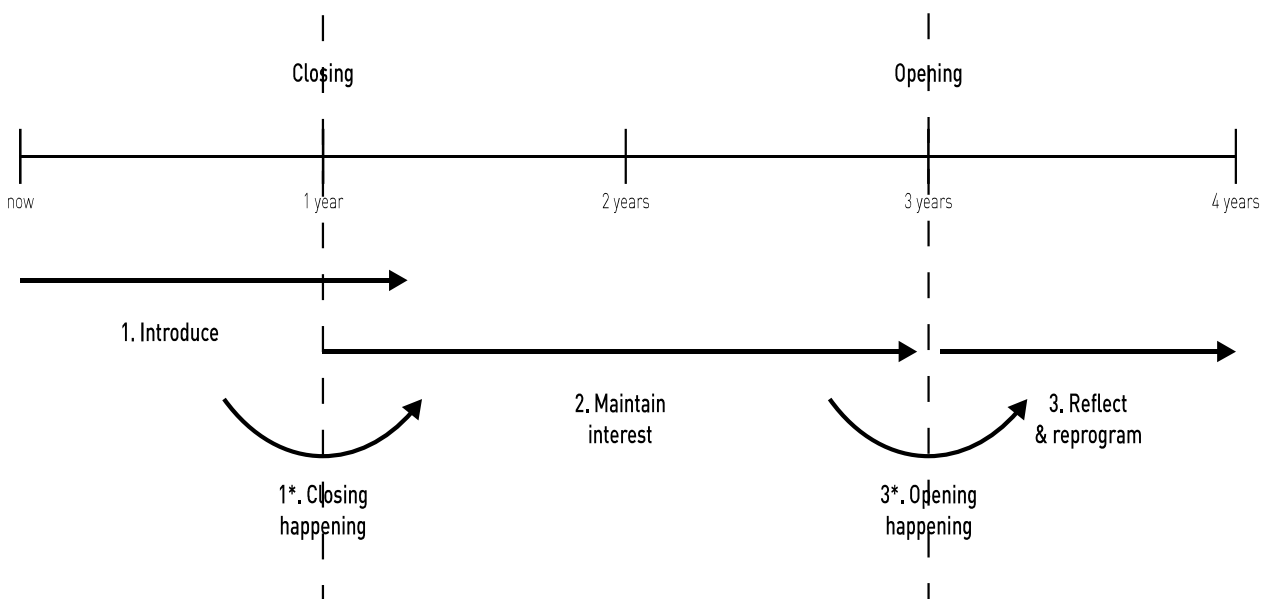 Closing
Opening
now
1 year
2 years
3 years
4 years
1. Introduce
2. Maintain
interest
3. Reflect
& reprogram
1*. Closing
happening
3*. Opening
happening